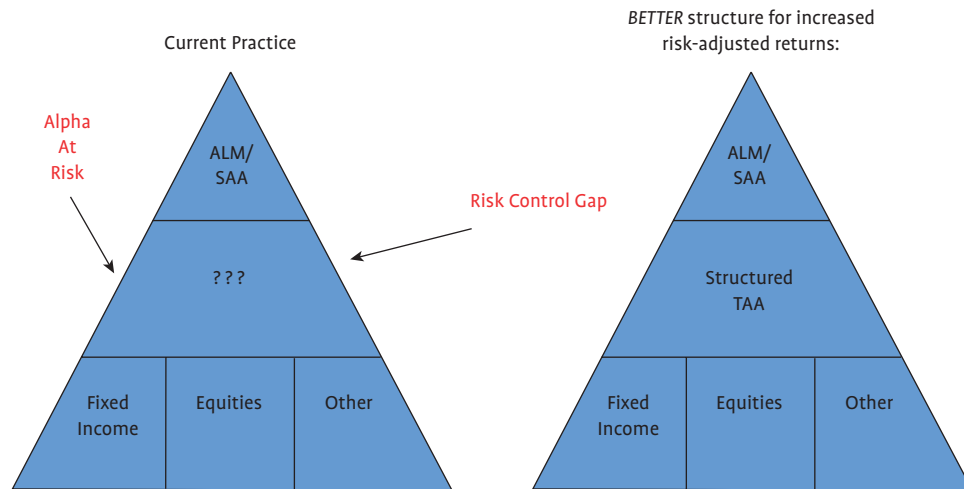 Current Practice
Alpha
At
Risk
ALM/
SAA
Risk Control Gap
? ? ?
Fixed
Income
Equities
Other
BETTER structure for increased
risk-adjusted returns:
ALM/
SAA
Structured
TAA
Fixed
Income
Equities
Other